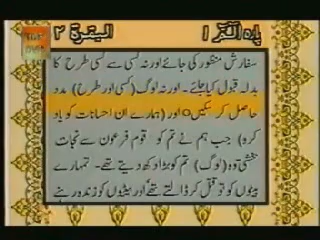 پارہ الٓمّٓ ۱ البقرۃ ۲
سفارش منظور کی جائے اور نہ کسی سے کسی طرح کا
بدلہ قبول کیا جائے۔ اور نہ لوگ (کسی اور طرح) مدد
حاصل کر سکیں ○ اور (ہمارے ان احسانات کو یاد
کرو) جب ہم نے تم کو قوم فرعون سے نجات
بخشی وہ (لوگ) تم کو بڑا دکھ دیتے تھے۔ تمہارے
بیٹوں کو تو قتل کر ڈالتے تھے اور بیٹیوں کو زندہ رہنے